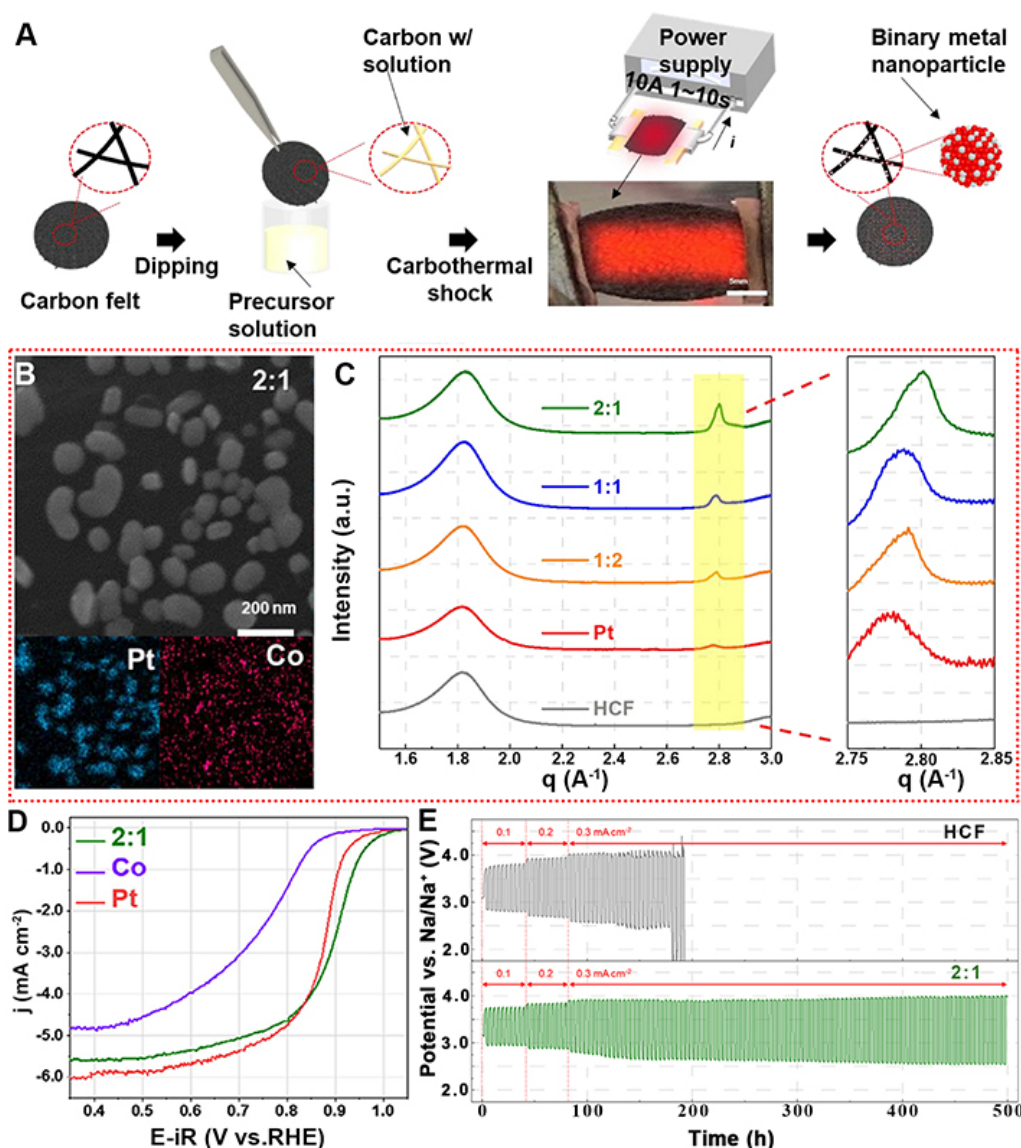 A
Carbon w/
solution
Power
supply
10A 1~10s
i
Binary metal
nanoparticle
Dipping
Carbon felt
Precursor
solution
Carbothermal
shock
5mm
B
2:1
200 nm
Pt
Co
C
Intensity (a.u.)
2:1
1:1
1:2
Pt
HCF
1.6 1.8 2.0 2.2 2.4 2.6 2.8 3.0
q (A⁻¹)
2.75 2.80 2.85
q (A⁻¹)
D
j (mA cm⁻²)
0.0
-1.0
-2.0
-3.0
-4.0
-5.0
-6.0
2:1
Co
Pt
0.4 0.5 0.6 0.7 0.8 0.9 1.0
E-iR (V vs.RHE)
E
Potential vs. Na/Na⁺ (V)
0.1 0.2 0.3 mA cm⁻² HCF
4.0
3.0
2.0
0.1 0.2 0.3 mA cm⁻² 2:1
4.0
3.0
2.0
0 100 200 300 400 500
Time (h)